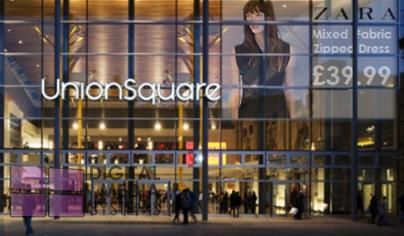 ZARA
Mixed Fabric
Zipped Dress
£39.99
UnionSquare
DIGITAL
MEDIA
SYSTEMS